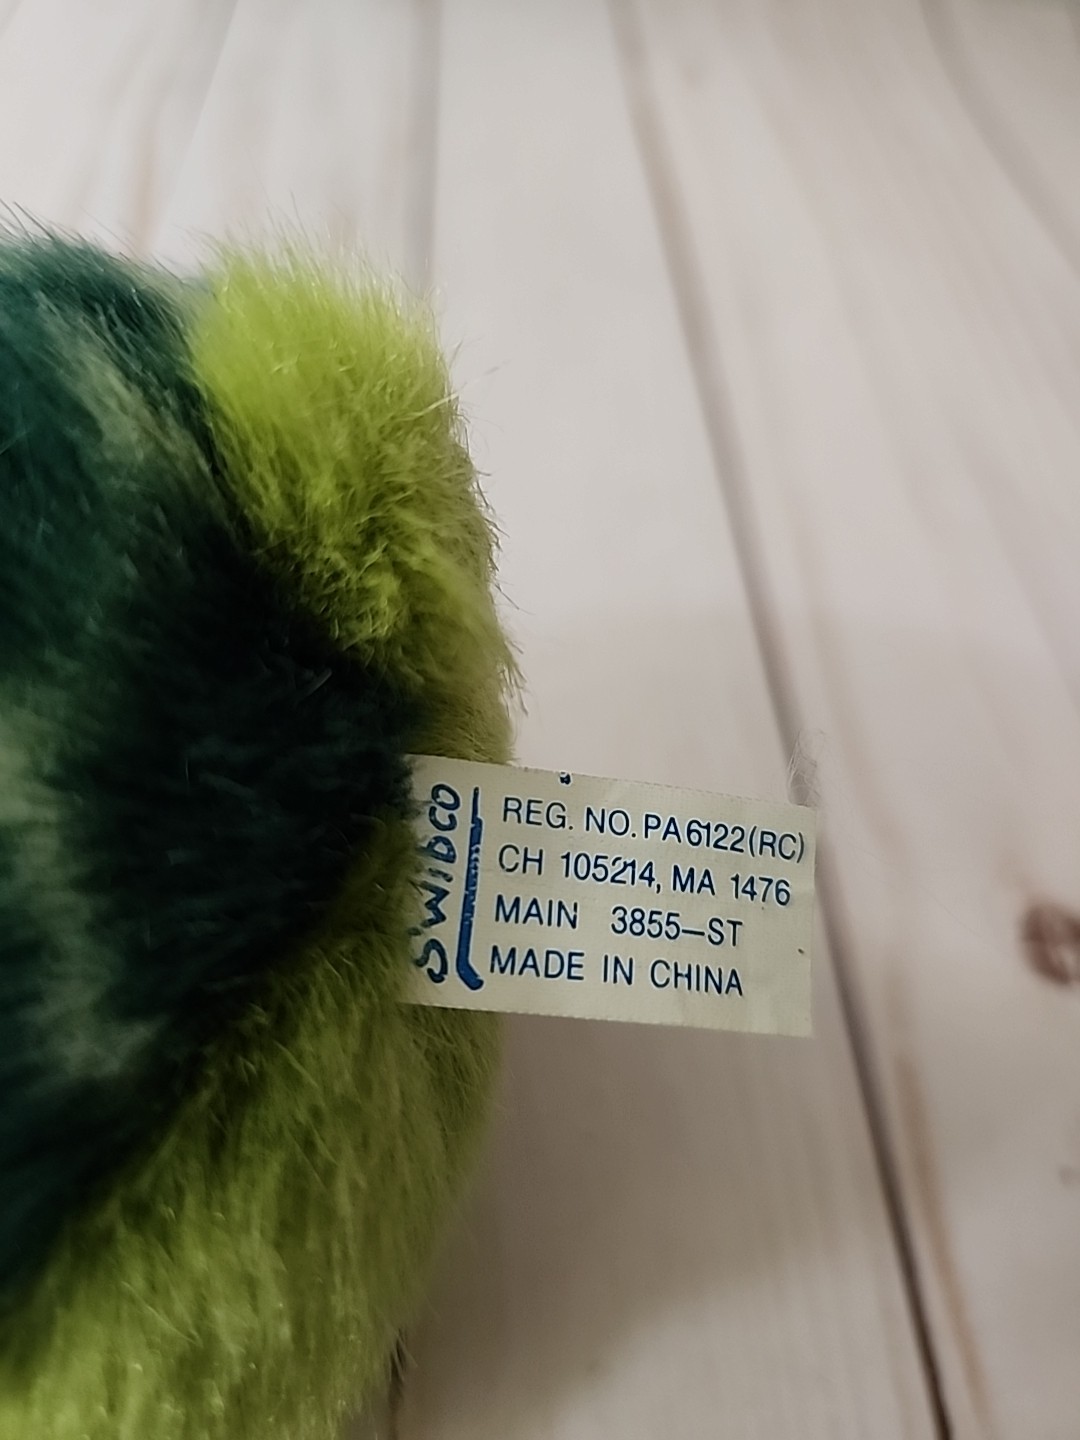 SWIBCO
REG. NO. PA6122(RC)
CH 105214, MA 1476
MAIN 3855-ST
MADE IN CHINA